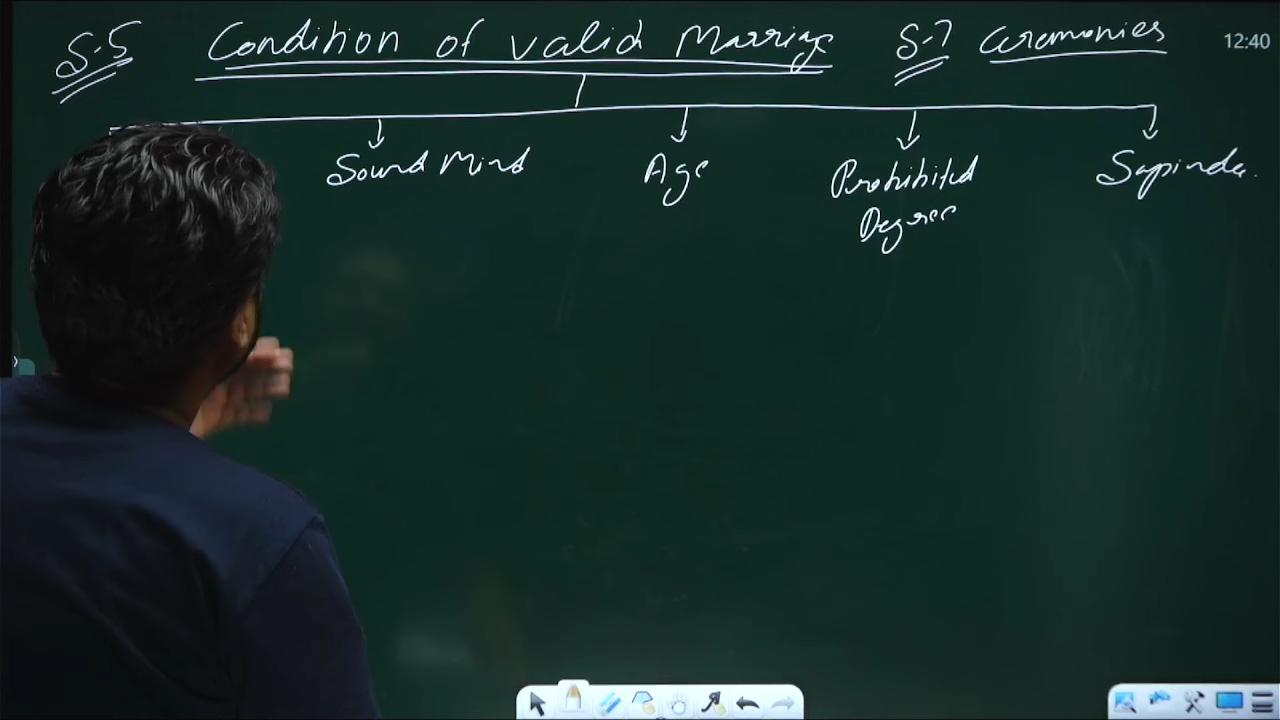 S-5 Condition of valid Marriage S-7 Ceremonies
12:40
Sound Mind Age Prohibited Sapinda.
Degree